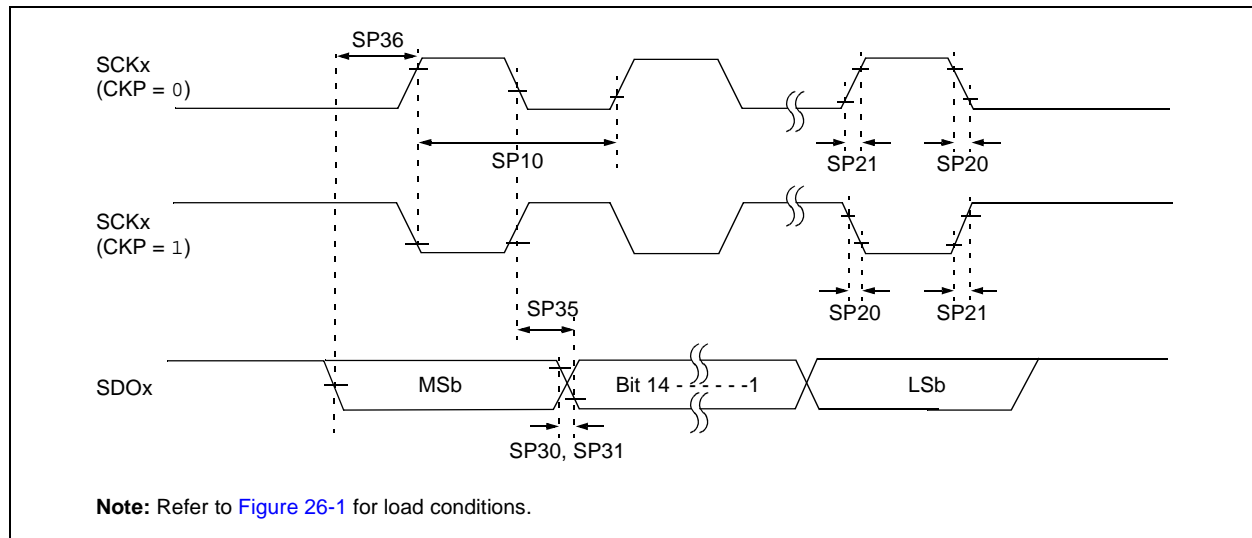 SP36
SCKx
(CKP = 0)
SP10
SP21
SP20
SCKx
(CKP = 1)
SP35
SP20
SP21
SDOx
MSb
Bit 14 - - - - - -1
LSb
SP30, SP31
Note: Refer to Figure 26-1 for load conditions.